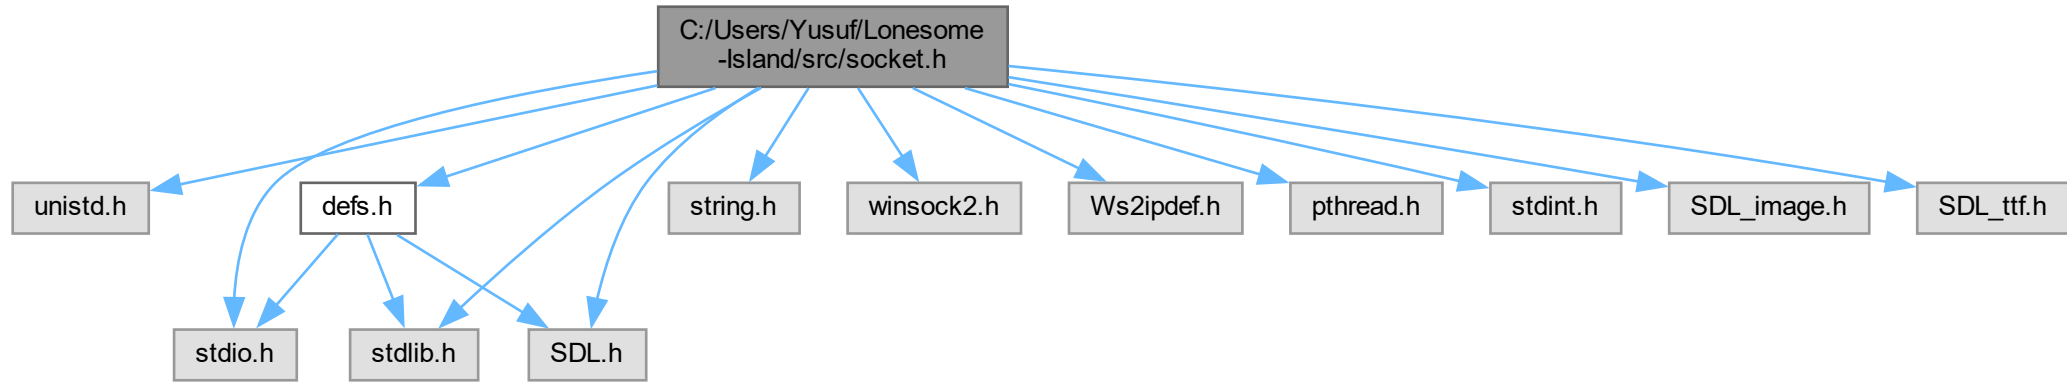 C:/Users/Yusuf/Lonesome
-Island/src/socket.h
unistd.h
defs.h
string.h
winsock2.h
Ws2ipdef.h
pthread.h
stdint.h
SDL_image.h
SDL_ttf.h
stdio.h
stdlib.h
SDL.h